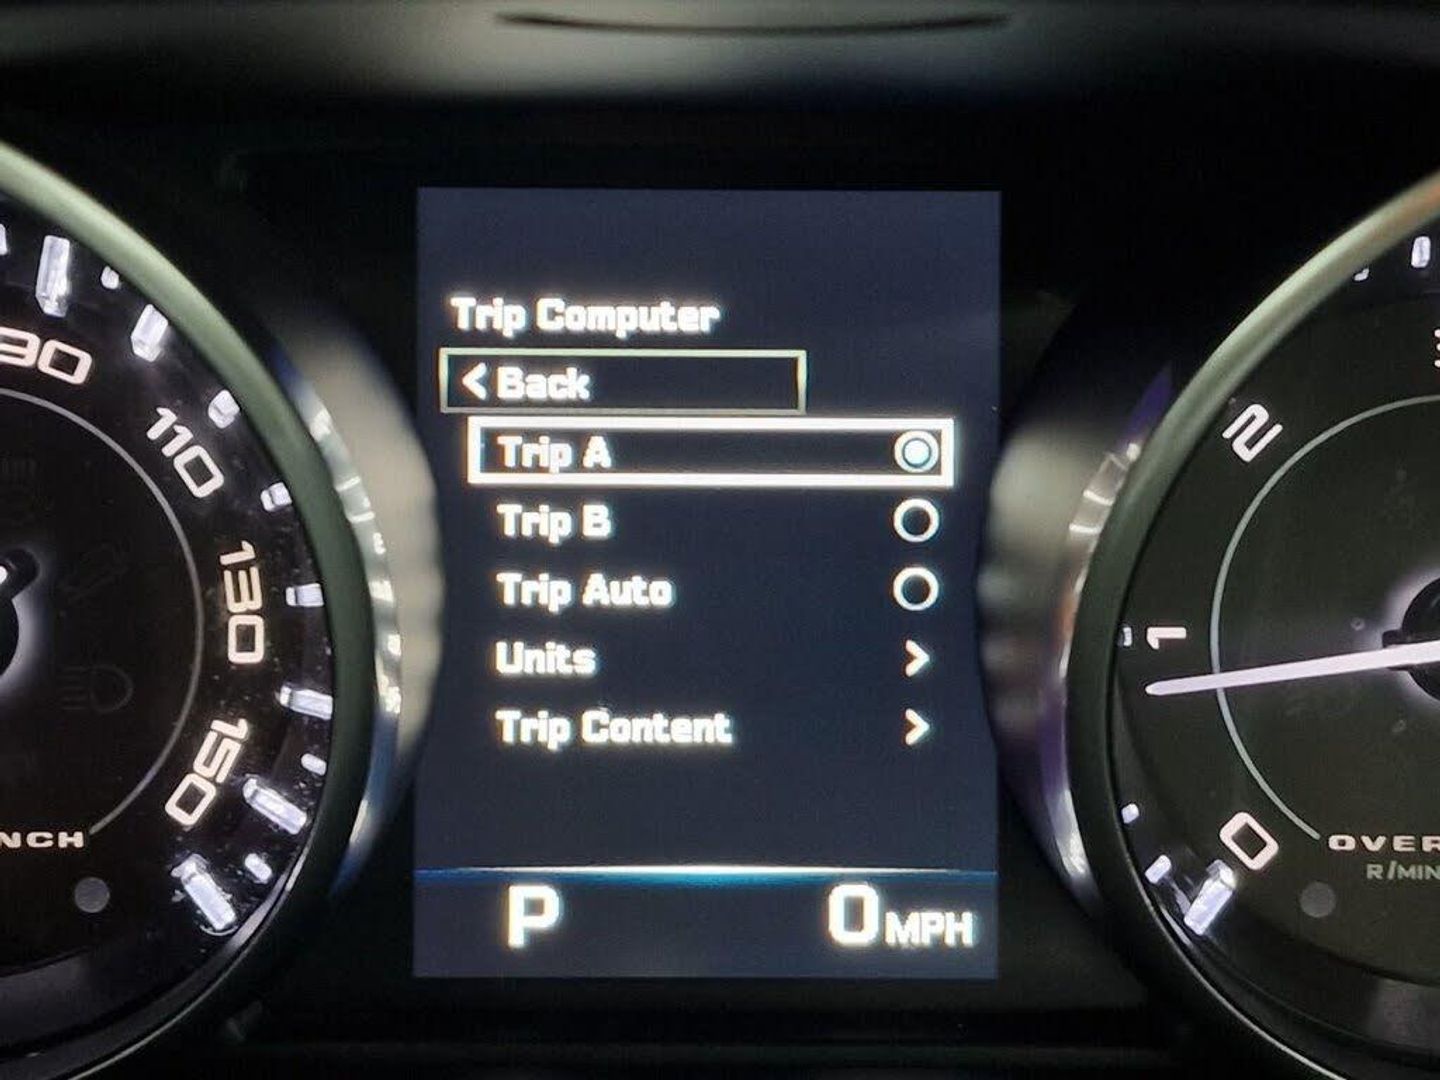 Trip Computer
< Back
Trip A
Trip B
Trip Auto
Units >
Trip Content >
P 0 MPH
90
110
130
150
2
1
0
R/MIN